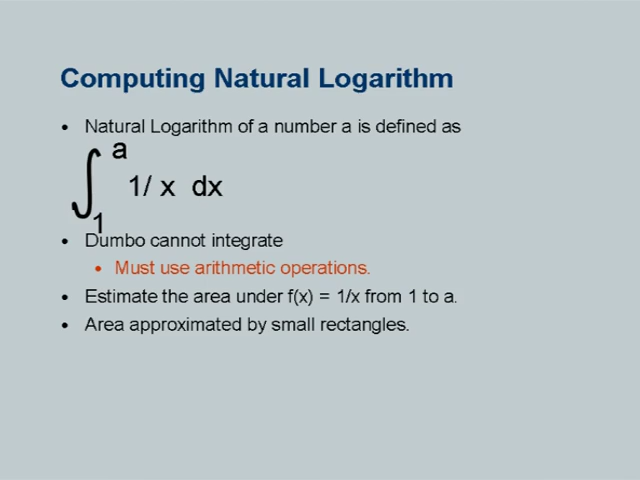 Computing Natural Logarithm
• Natural Logarithm of a number a is defined as
∫ a
1/ x dx
1
• Dumbo cannot integrate
• Must use arithmetic operations.
• Estimate the area under f(x) = 1/x from 1 to a.
• Area approximated by small rectangles.